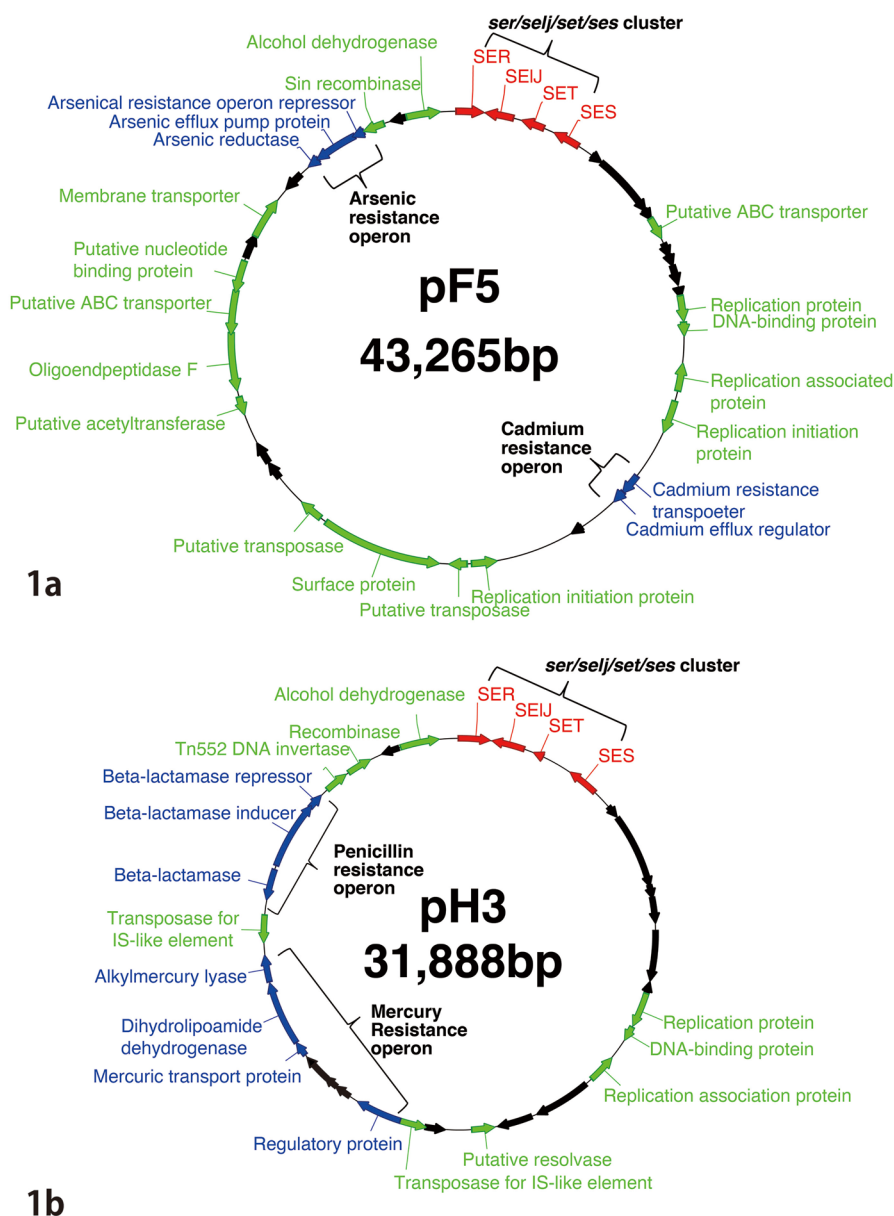 ser/selj/set/ses cluster
Alcohol dehydrogenase
SER
SElJ
SET
SES
Sin recombinase
Arsenical resistance operon repressor
Arsenic efflux pump protein
Arsenic reductase
Arsenic
resistance
operon
Membrane transporter
Putative nucleotide
binding protein
Putative ABC transporter
Oligoendpeptidase F
Putative acetyltransferase
Putative ABC transporter
Replication protein
DNA-binding protein
Replication associated
protein
Replication initiation
protein
pF5
43,265bp
Cadmium
resistance
operon
Cadmium resistance
transpoeter
Cadmium efflux regulator
Putative transposase
Surface protein
Putative transposase
Replication initiation protein
1a
ser/selj/set/ses cluster
Alcohol dehydrogenase
SER
SElJ
SET
SES
Recombinase
Tn552 DNA invertase
Beta-lactamase repressor
Beta-lactamase inducer
Beta-lactamase
Penicillin
resistance
operon
Transposase for
IS-like element
Alkylmercury lyase
Dihydrolipoamide
dehydrogenase
Mercuric transport protein
Mercury
Resistance
operon
pH3
31,888bp
Replication protein
DNA-binding protein
Replication association protein
Regulatory protein
Putative resolvase
Transposase for IS-like element
1b